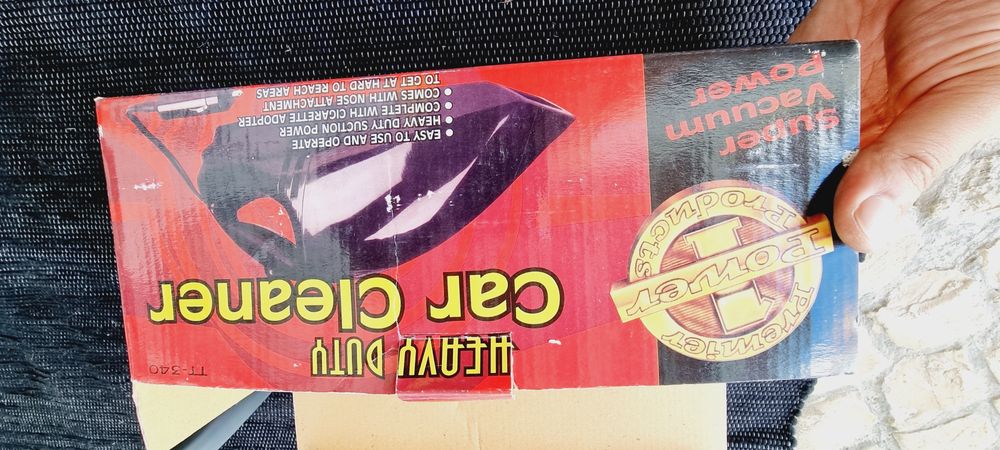 HEAVY DUTY
TT-340
Car Cleaner
Premier
Power
1
Products
Super
Vacuum
Power
• EASY TO USE AND OPERATE
• HEAVY DUTY SUCTION POWER
• COMPLETE WITH CIGARETTE ADOPTER
• COMES WITH NOSE ATTACHMENT
TO GET AT HARD TO REACH AREAS